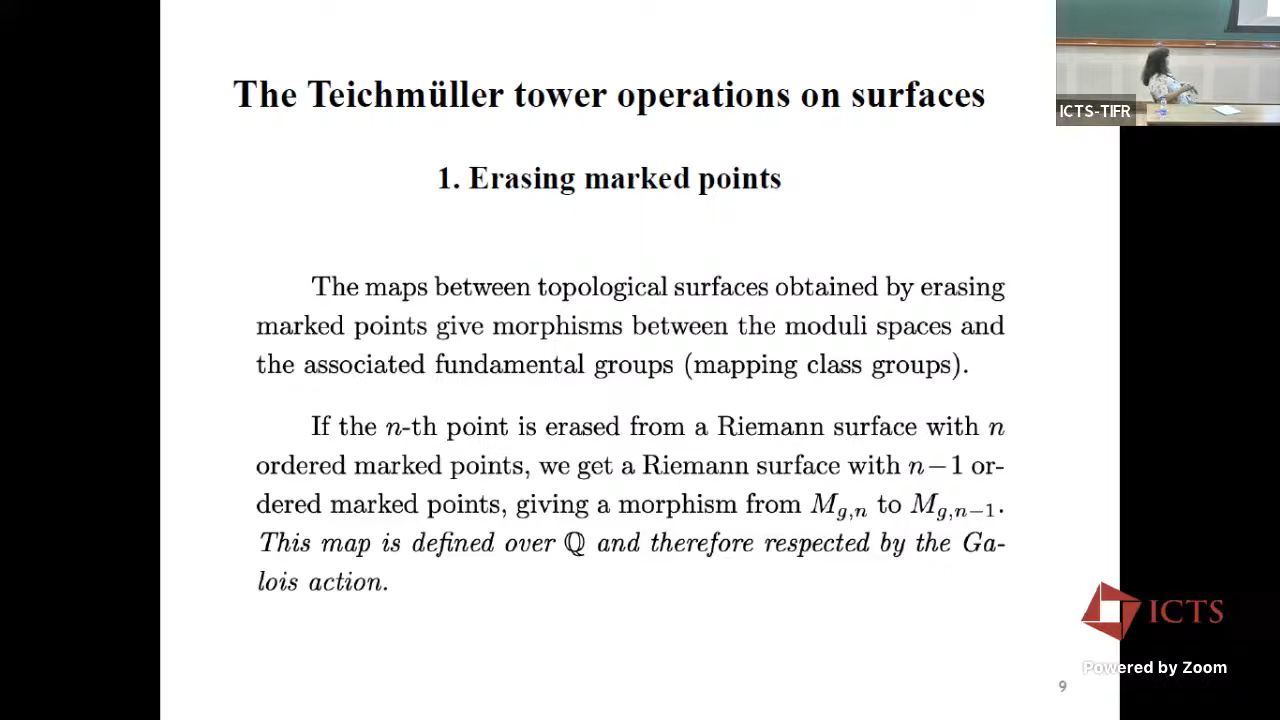 The Teichmüller tower operations on surfaces
ICTS-TIFR
1. Erasing marked points
The maps between topological surfaces obtained by erasing
marked points give morphisms between the moduli spaces and
the associated fundamental groups (mapping class groups).
If the n-th point is erased from a Riemann surface with n
ordered marked points, we get a Riemann surface with n−1 or-
dered marked points, giving a morphism from M_{g,n} to M_{g,n−1}.
This map is defined over ℚ and therefore respected by the Ga-
lois action.
ICTS
Powered by Zoom
9